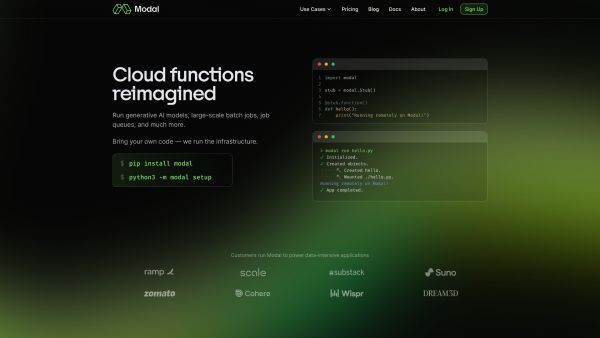 Modal
Use Cases Pricing Blog Docs About Log In Sign Up
Cloud functions
reimagined
Run generative AI models, large-scale batch jobs, job
queues, and much more.
Bring your own code — we run the infrastructure.
$ pip install modal
$ python3 -m modal setup
1 import modal
2
3 stub = modal.Stub()
4
5 @stub.function()
6 def hello():
7 print("Running remotely on Modal!")
> modal run hello.py
✓ Initialized.
✓ Created objects.
Created hello.
Mounted ./hello.py.
Running remotely on Modal!
✓ App completed.
Customers run Modal to power data-intensive applications
ramp scale substack Suno
zomato Cohere Wispr DREAM3D